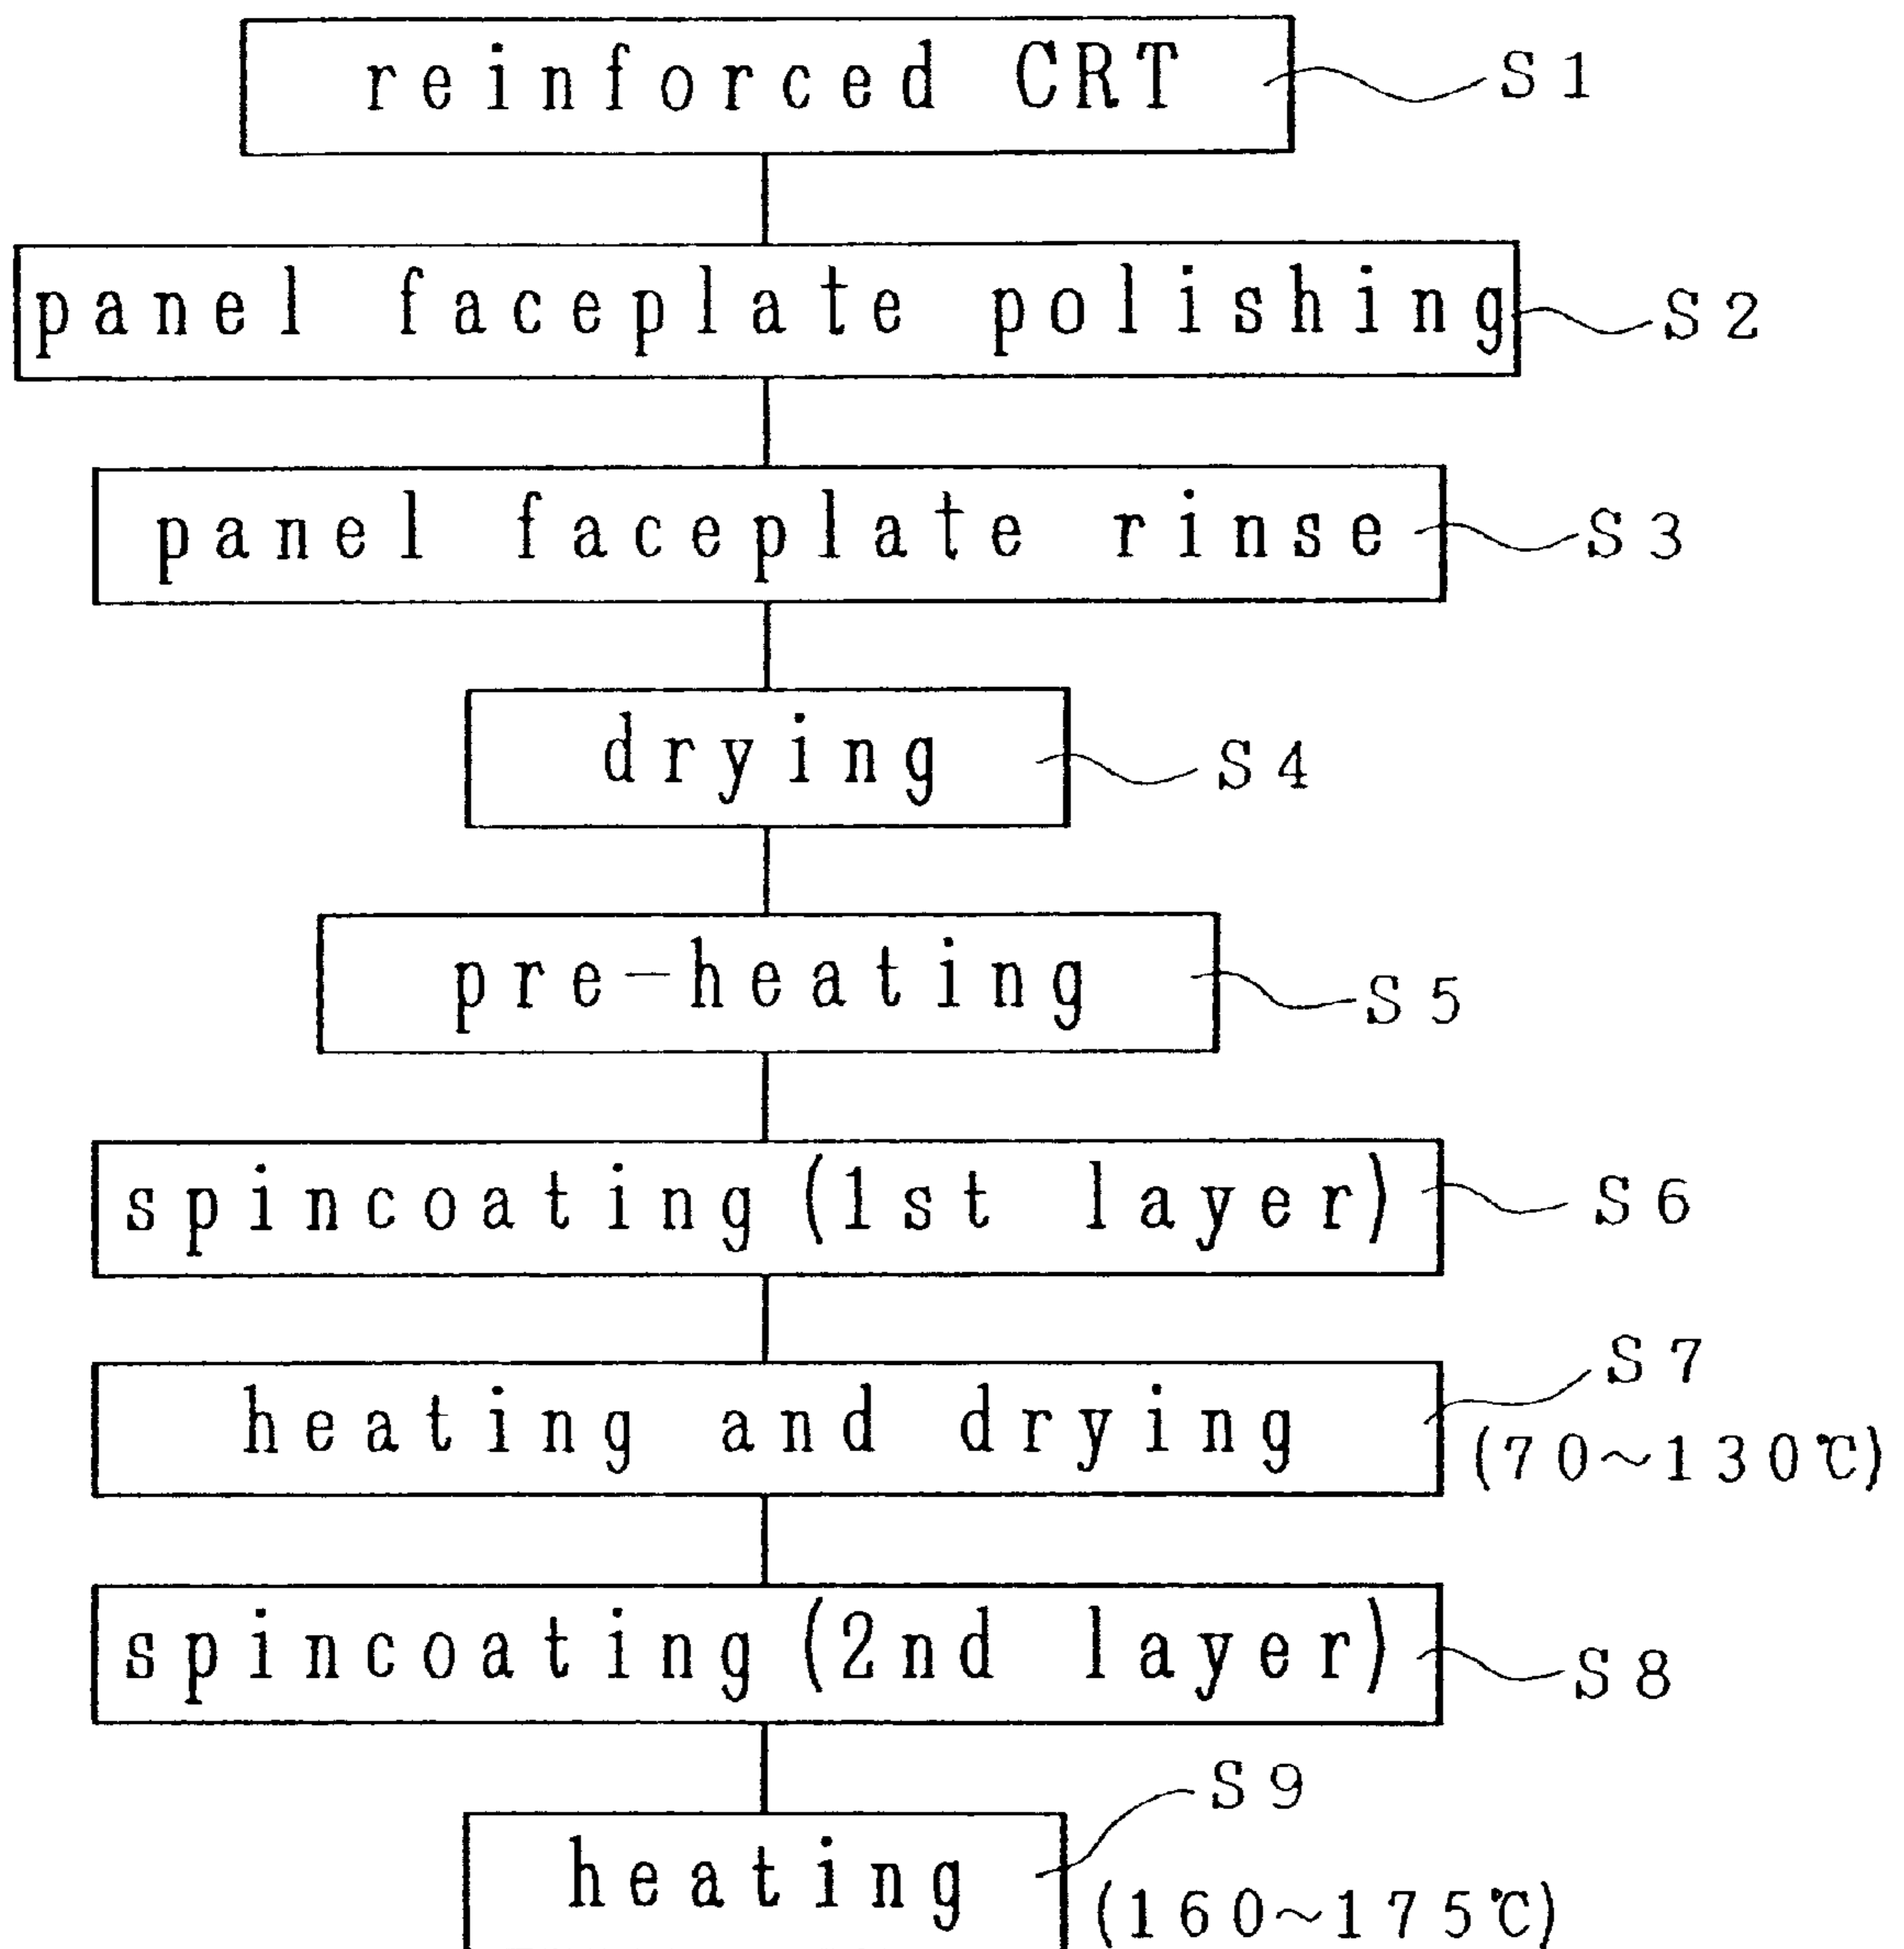 reinforced CRT S1
panel faceplate polishing S2
panel faceplate rinse S3
drying S4
pre-heating S5
spincoating(1st layer) S6
heating and drying S7
(70~130℃)
spincoating(2nd layer) S8
S9
heating (160~175℃)